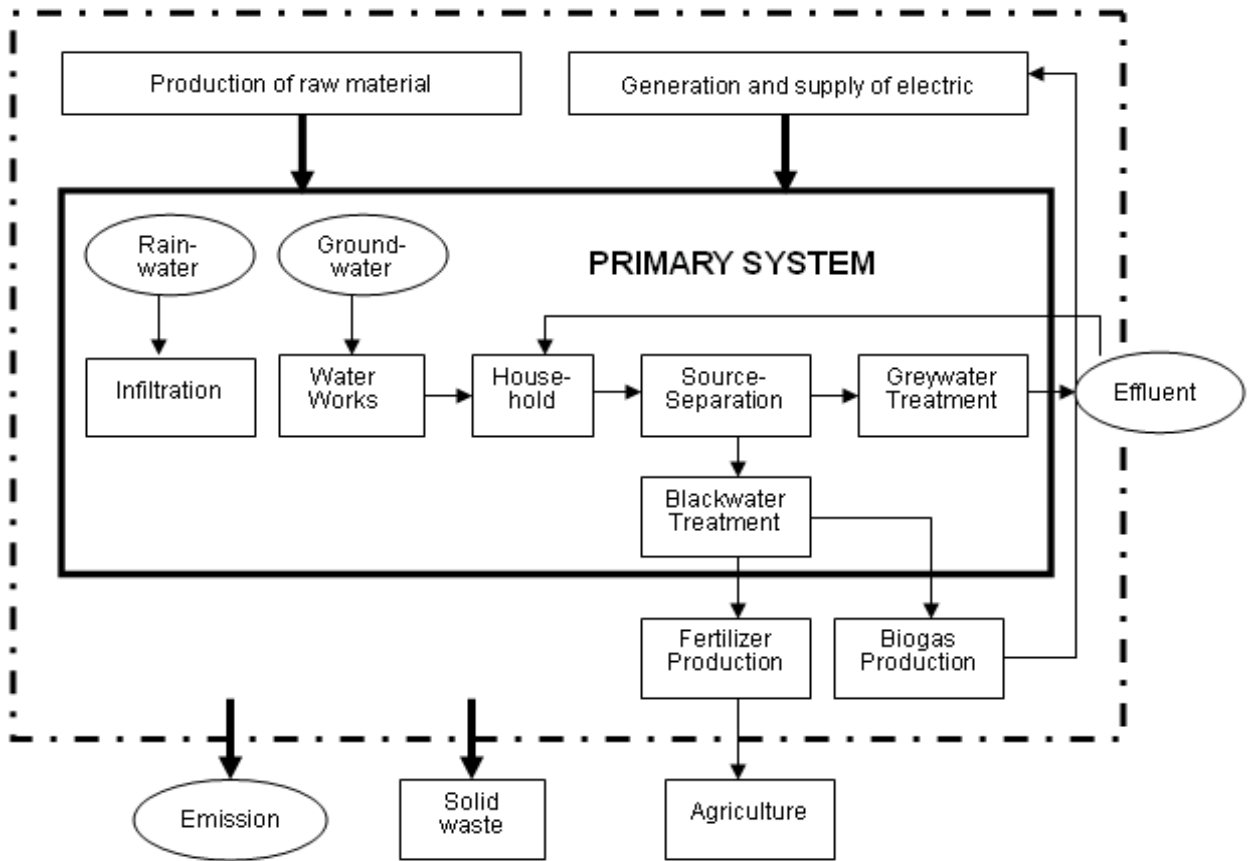 Production of raw material
Generation and supply of electric
Rain-
water
Ground-
water
PRIMARY SYSTEM
Infiltration
Water
Works
House-
hold
Source-
Separation
Greywater
Treatment
Effluent
Blackwater
Treatment
Fertilizer
Production
Biogas
Production
Emission
Solid
waste
Agriculture